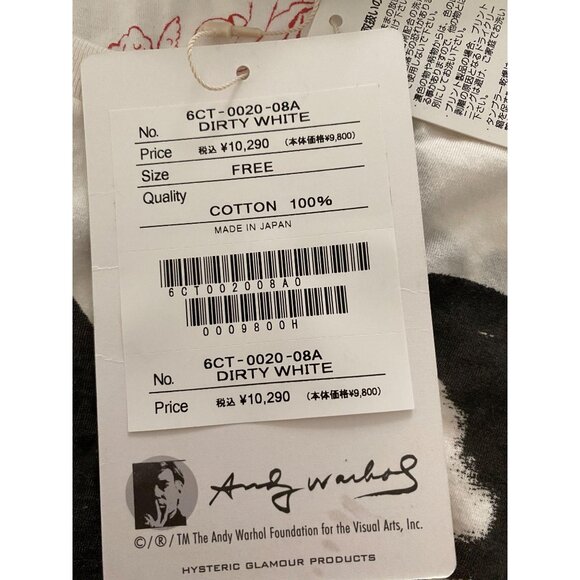 6CT-0020-08A
No. DIRTY WHITE
Price 税込 ¥10,290 (本体価格¥9,800)
Size FREE
Quality
COTTON 100%
MADE IN JAPAN
6CT002008A0
0009800H
6CT-0020-08A
No. DIRTY WHITE
Price 税込 ¥10,290 (本体価格¥9,800)
Andy Warhol
©/®/TM The Andy Warhol Foundation for the Visual Arts, Inc.
HYSTERIC GLAMOUR PRODUCTS